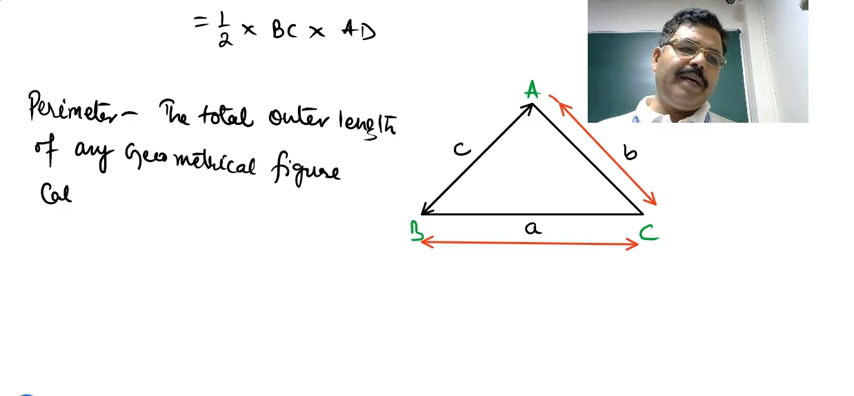 = 1/2 × BC × AD
Perimeter - The total outer length
of any Geometrical figure
Cal
A
c
b
B
a
C